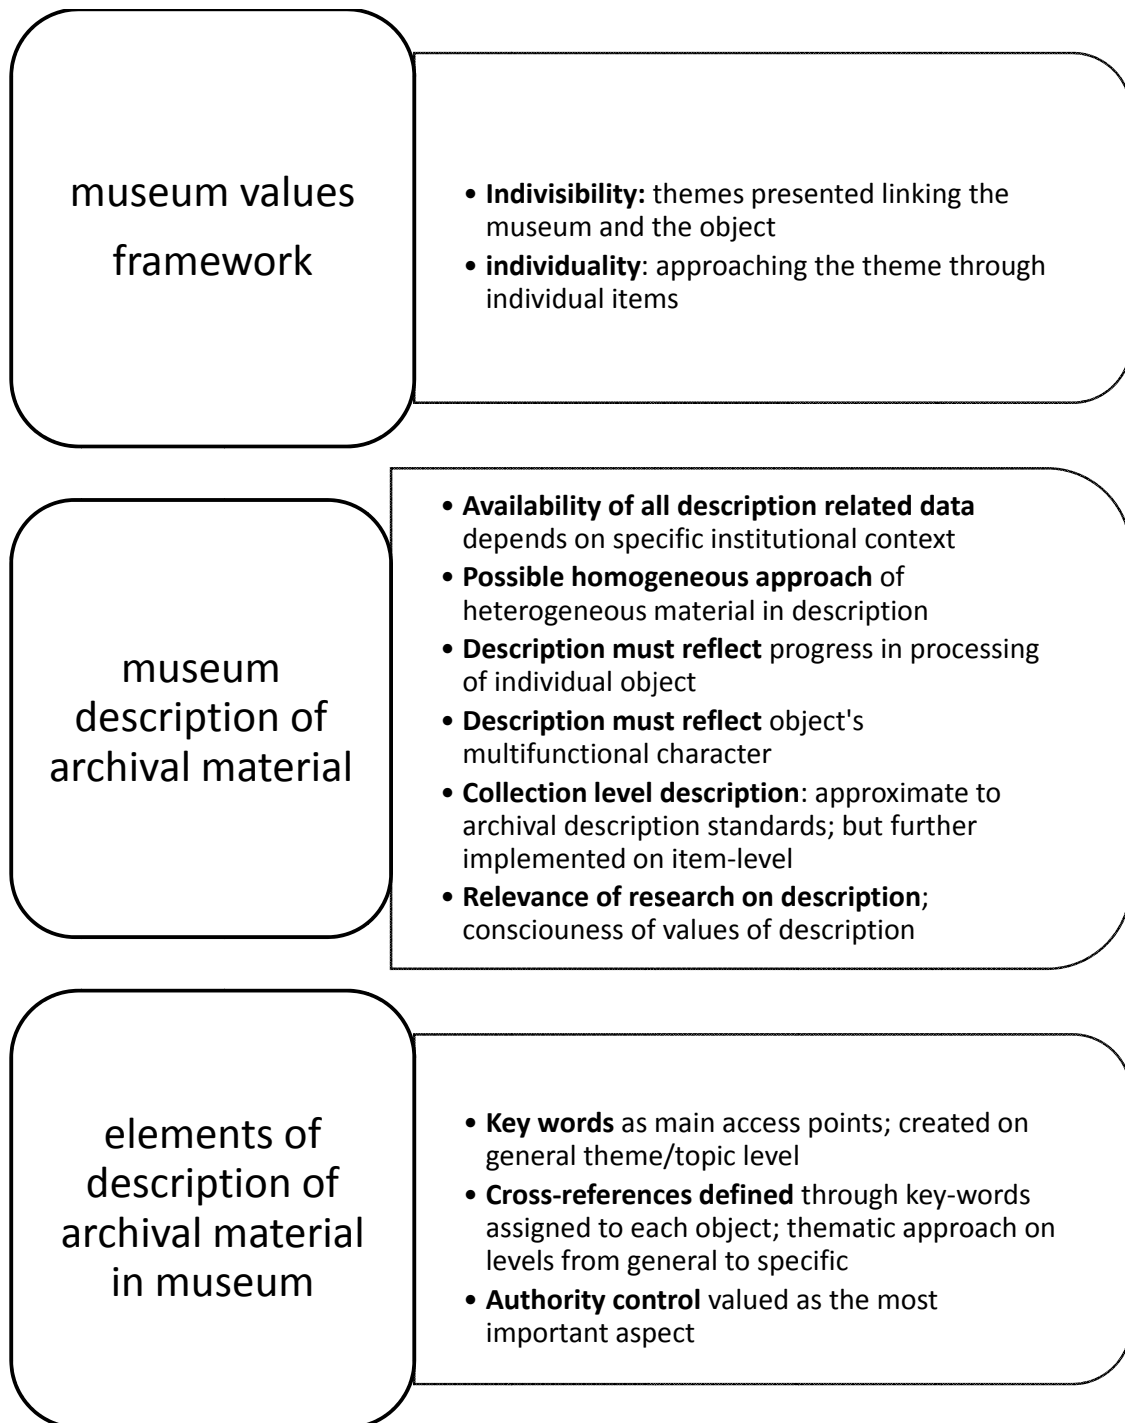 museum values
framework
• Indivisibility: themes presented linking the
museum and the object
• individuality: approaching the theme through
individual items
museum
description of
archival material
• Availability of all description related data
depends on specific institutional context
• Possible homogeneous approach of
heterogeneous material in description
• Description must reflect progress in processing
of individual object
• Description must reflect object's
multifunctional character
• Collection level description: approximate to
archival description standards; but further
implemented on item-level
• Relevance of research on description;
consciouness of values of description
elements of
description of
archival material
in museum
• Key words as main access points; created on
general theme/topic level
• Cross-references defined through key-words
assigned to each object; thematic approach on
levels from general to specific
• Authority control valued as the most
important aspect